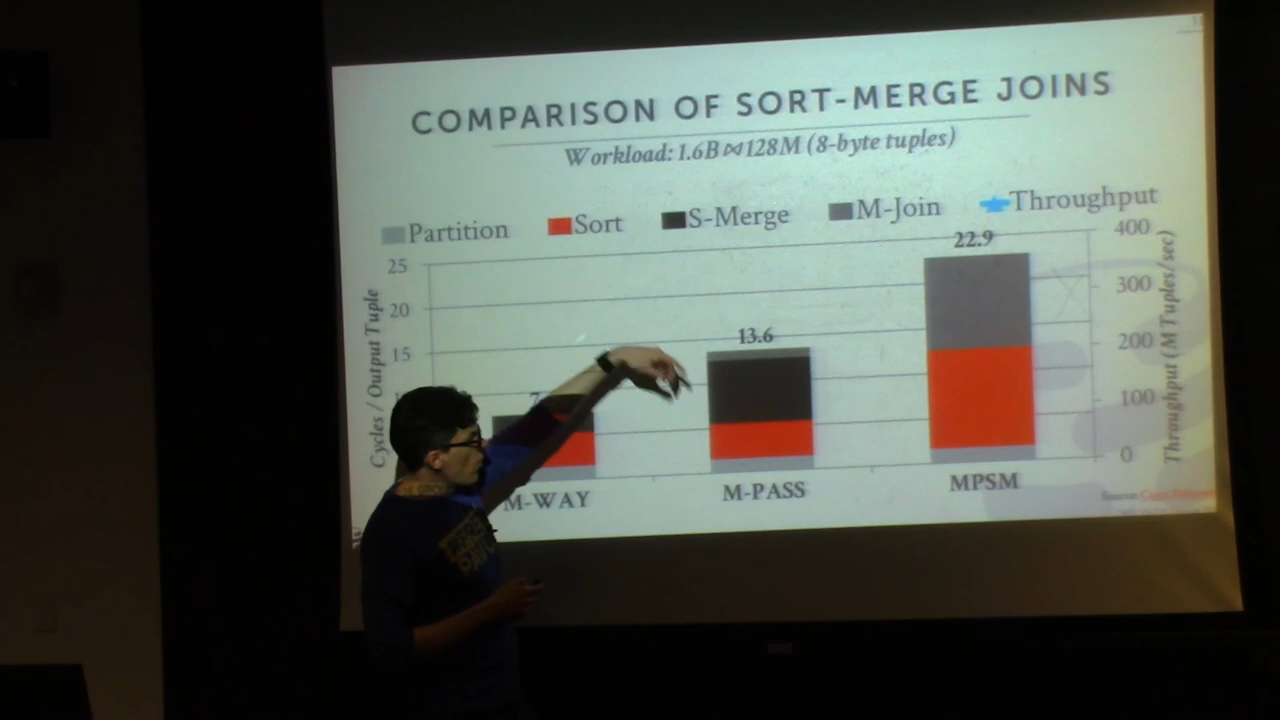 COMPARISON OF SORT-MERGE JOINS
Workload: 1.6B⋈128M (8-byte tuples)
Partition Sort S-Merge M-Join Throughput
Cycles / Output Tuple
25
20
15
7
13.6
22.9
400
300
200
100
0
Throughput (M Tuples/sec)
M-WAY M-PASS MPSM
Source: